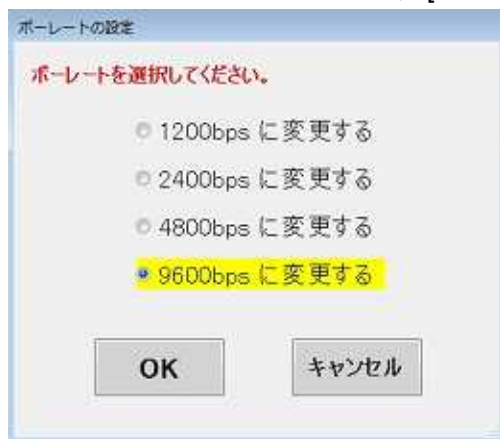 ボーレートの設定
ボーレートを選択してください。
1200bps に変更する
2400bps に変更する
4800bps に変更する
9600bps に変更する
OK
キャンセル